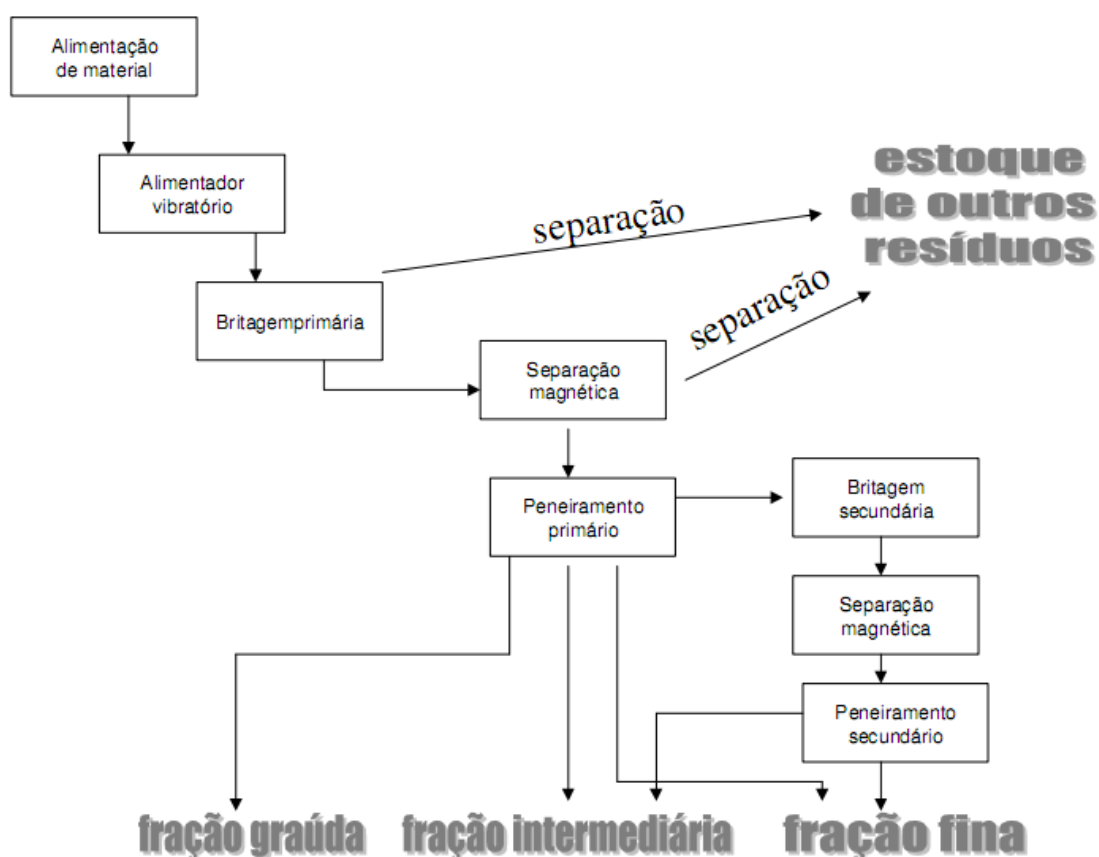 Alimentação
de material
Alimentador
vibratório
estoque
de outros
resíduos
separação
Britagemprimária
separação
Separação
magnética
Peneiramento
primário
Britagem
secundária
Separação
magnética
Peneiramento
secundário
fração graúda
fração intermediária
fração fina